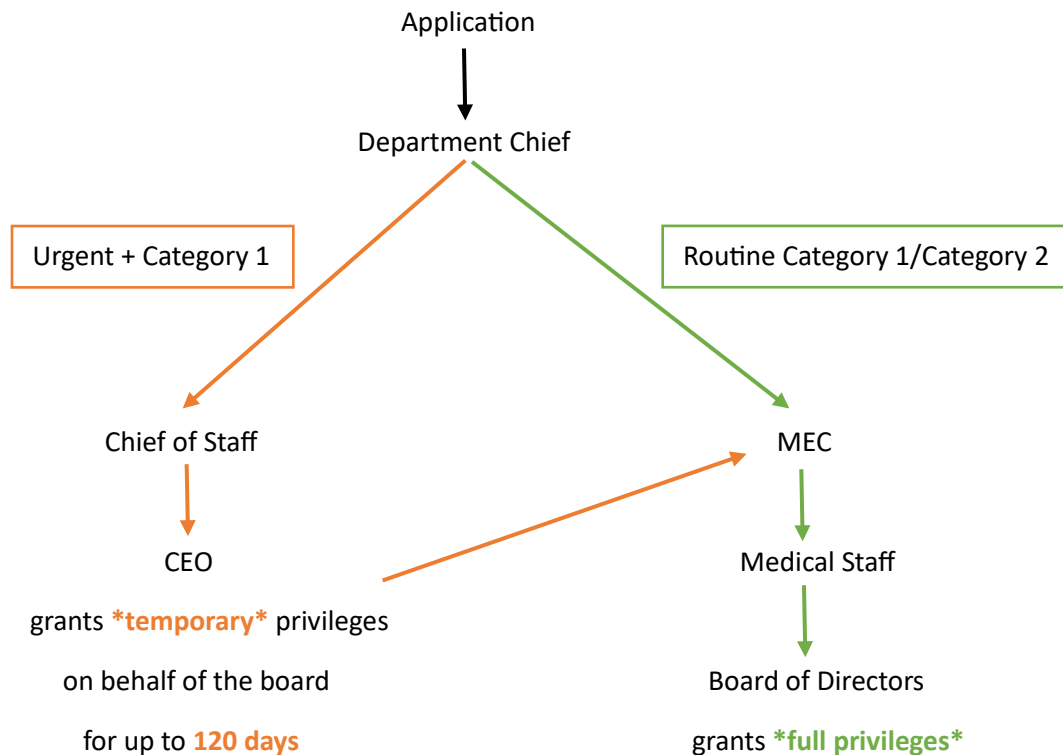 Application
Department Chief
Urgent + Category 1
Routine Category 1/Category 2
Chief of Staff
MEC
CEO
Medical Staff
grants *temporary* privileges
on behalf of the board
Board of Directors
for up to 120 days
grants *full privileges*